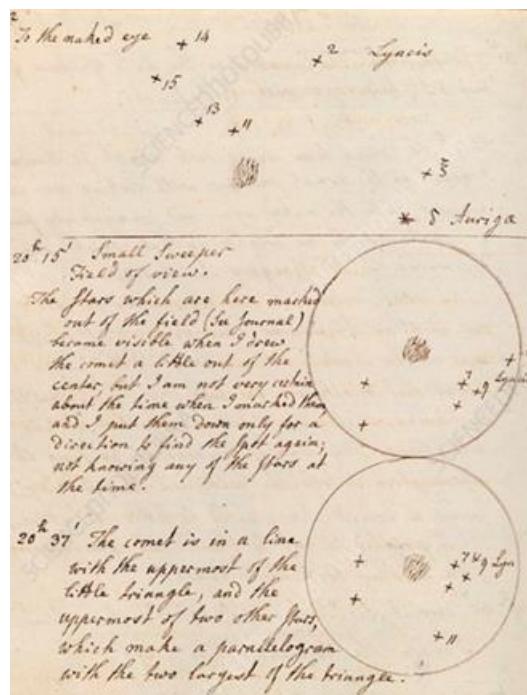 To the naked eye
14
2 Lyncis
15
13
11
ξ
δ Auriga
20h 15' Small Sweeper
Field of view.
The Stars which are here marked
out of the field (See Journal)
became visible when I drew
the comet a little out of the
center, but I am not very certain
about the time when I marked them,
and I put them down only for a
direction to find the spot again;
not knowing any of the stars at
the time.
7
9 Lyncis
20h 37' The comet is in a line
with the uppermost of the
little triangle, and the
uppermost of two other stars,
which make a parallelogram
with the two largest of the triangle.
7 & 9 Lyn
11